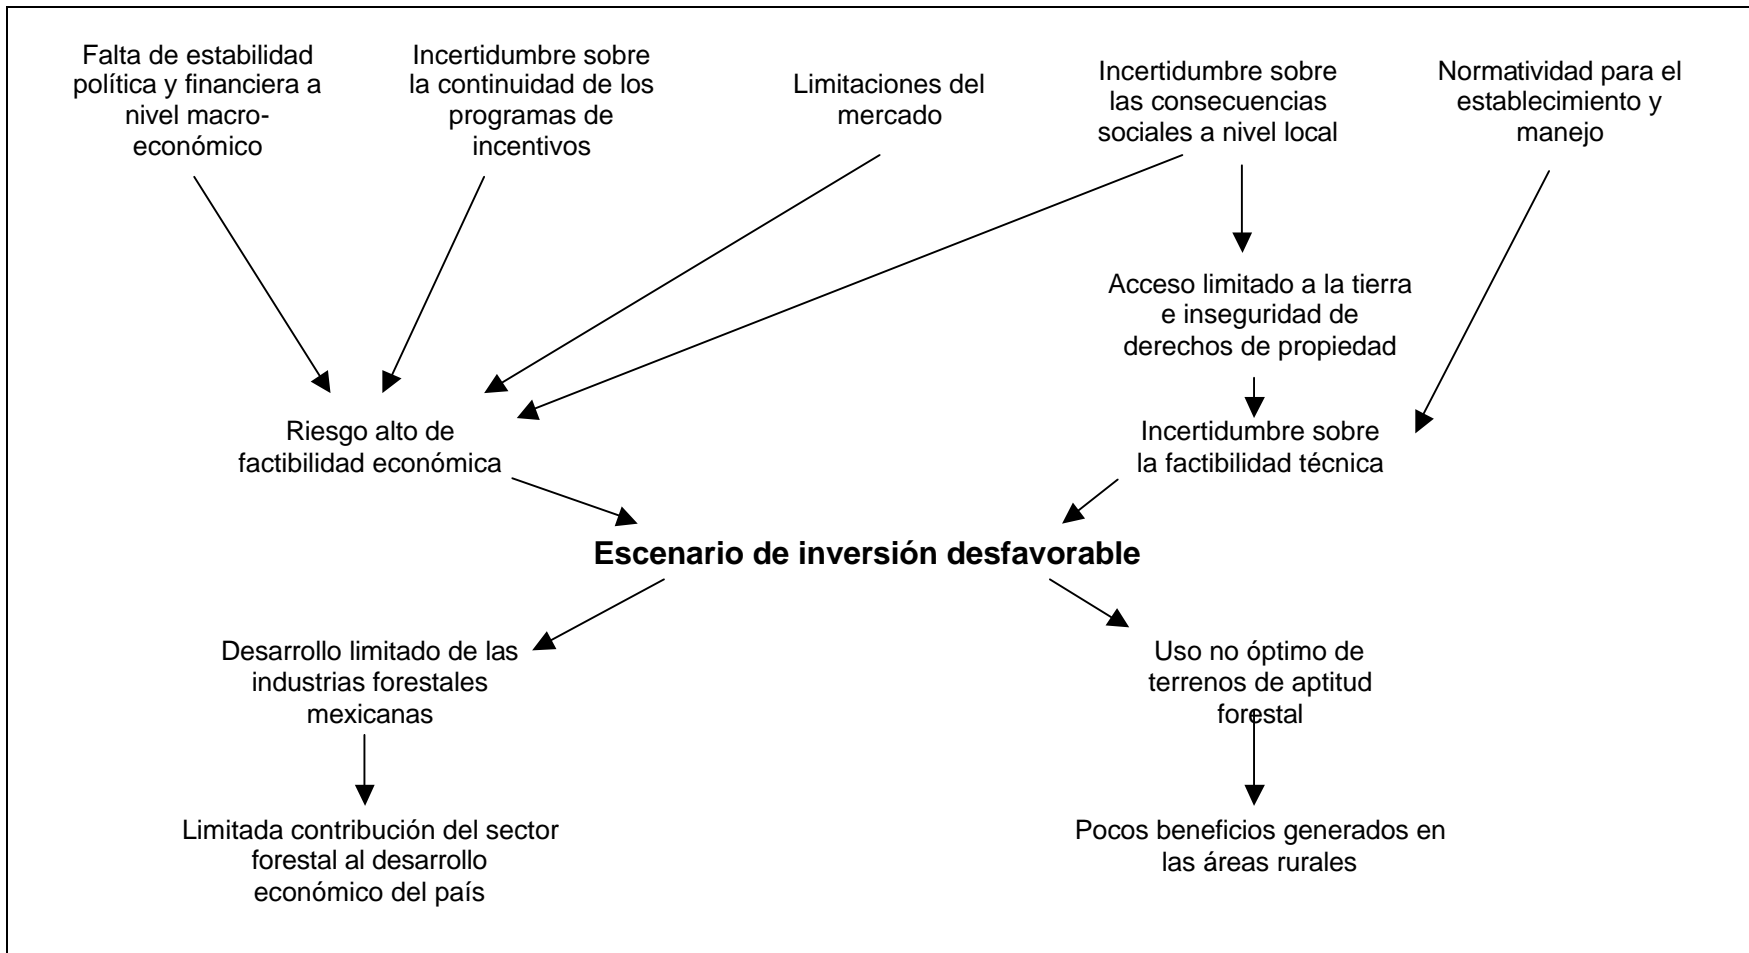 Falta de estabilidad
política y financiera a
nivel macro-
económico
Incertidumbre sobre
la continuidad de los
programas de
incentivos
Limitaciones del
mercado
Incertidumbre sobre
las consecuencias
sociales a nivel local
Normatividad para el
establecimiento y
manejo
Acceso limitado a la tierra
e inseguridad de
derechos de propiedad
Riesgo alto de
factibilidad económica
Incertidumbre sobre
la factibilidad técnica
Escenario de inversión desfavorable
Desarrollo limitado de las
industrias forestales
mexicanas
Uso no óptimo de
terrenos de aptitud
forestal
Limitada contribución del sector
forestal al desarrollo
económico del país
Pocos beneficios generados en
las áreas rurales